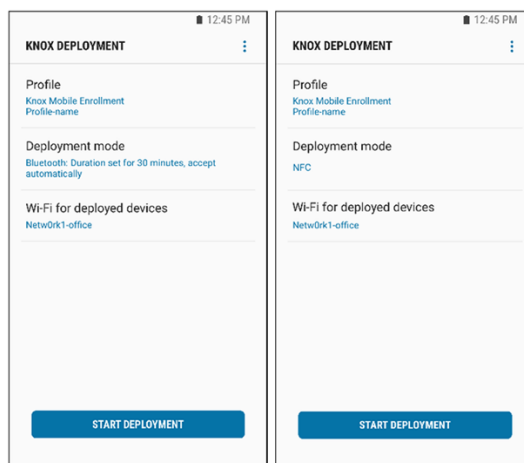 12:45 PM
KNOX DEPLOYMENT
Profile
Knox Mobile Enrollment
Profile-name
Deployment mode
Bluetooth: Duration set for 30 minutes, accept
automatically
Wi-Fi for deployed devices
Netw0rk1-office
START DEPLOYMENT
12:45 PM
KNOX DEPLOYMENT
Profile
Knox Mobile Enrollment
Profile-name
Deployment mode
NFC
Wi-Fi for deployed devices
Netw0rk1-office
START DEPLOYMENT